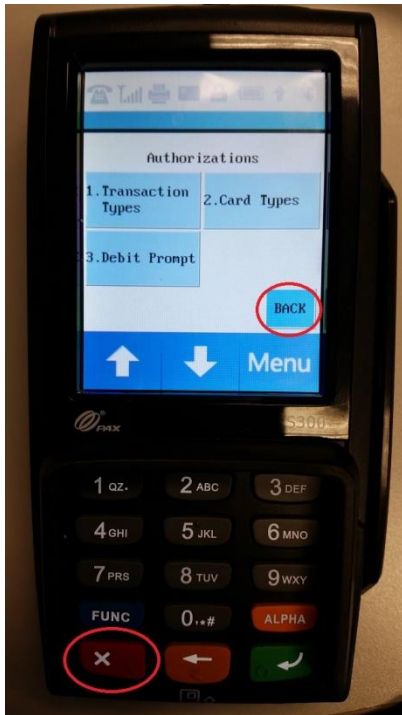 Authorizations
1.Transaction Types
2.Card Types
3.Debit Prompt
BACK
Menu
PAX
S300
1 QZ.
2 ABC
3 DEF
4 GHI
5 JKL
6 MNO
7 PRS
8 TUV
9 WXY
FUNC
0,*#
ALPHA